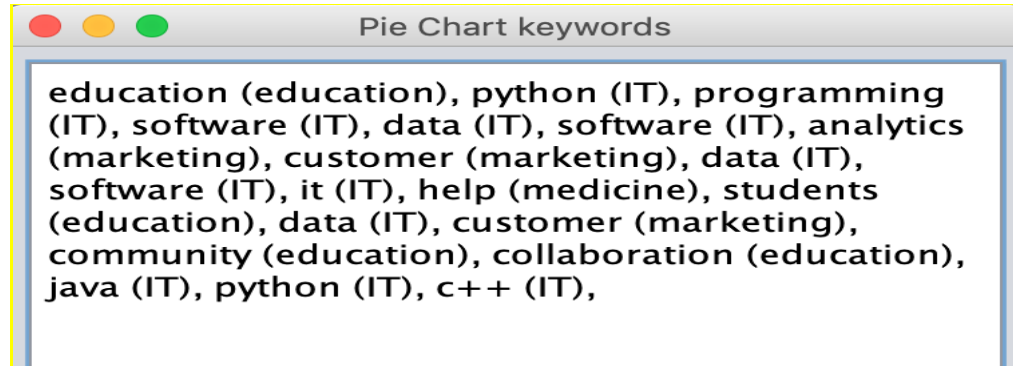 Pie Chart keywords
education (education), python (IT), programming
(IT), software (IT), data (IT), software (IT), analytics
(marketing), customer (marketing), data (IT),
software (IT), it (IT), help (medicine), students
(education), data (IT), customer (marketing),
community (education), collaboration (education),
java (IT), python (IT), c++ (IT),